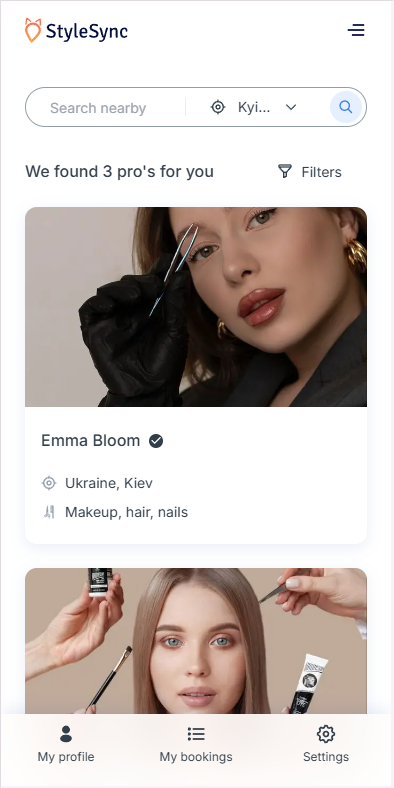 StyleSync
Search nearby
Kyi...
We found 3 pro's for you
Filters
Emma Bloom
Ukraine, Kiev
Makeup, hair, nails
My profile
My bookings
Settings